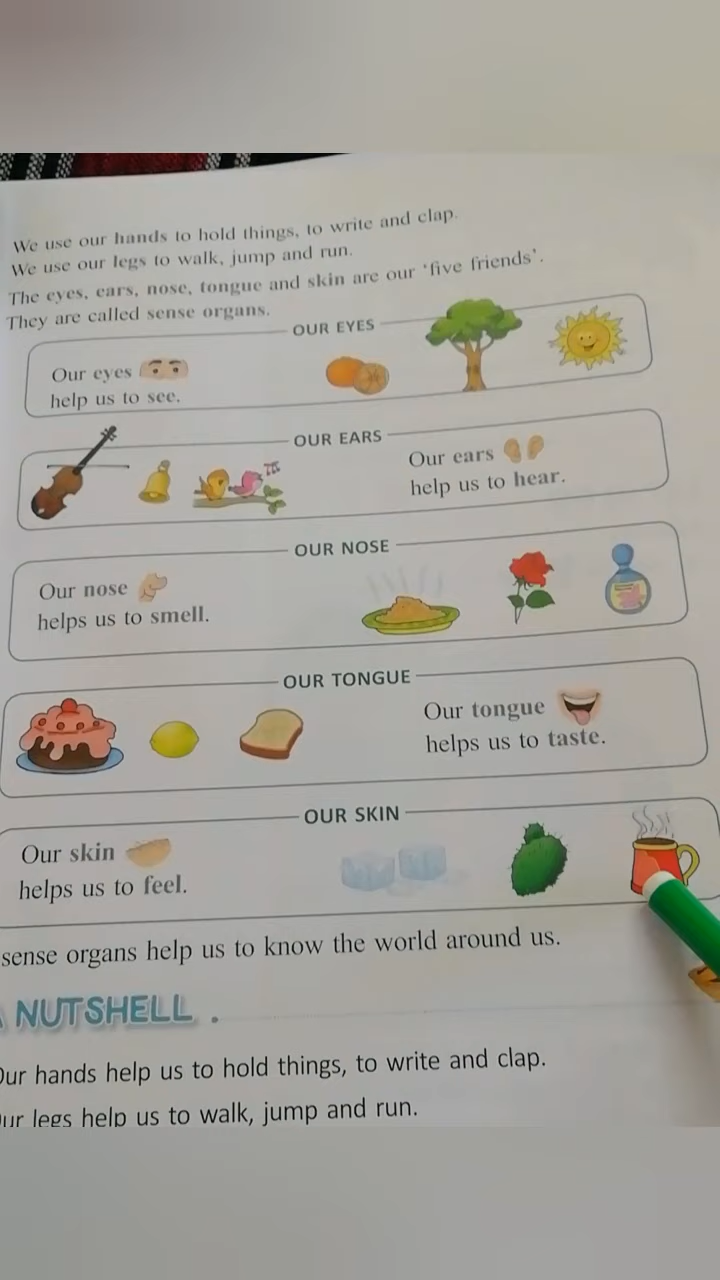 We use our hands to hold things, to write and clap.
We use our legs to walk, jump and run.
The eyes, ears, nose, tongue and skin are our ‘five friends’.
They are called sense organs.
OUR EYES
Our eyes
help us to see.
OUR EARS
Our ears
help us to hear.
OUR NOSE
Our nose
helps us to smell.
OUR TONGUE
Our tongue
helps us to taste.
OUR SKIN
Our skin
helps us to feel.
sense organs help us to know the world around us.
NUTSHELL
Our hands help us to hold things, to write and clap.
Our legs help us to walk, jump and run.